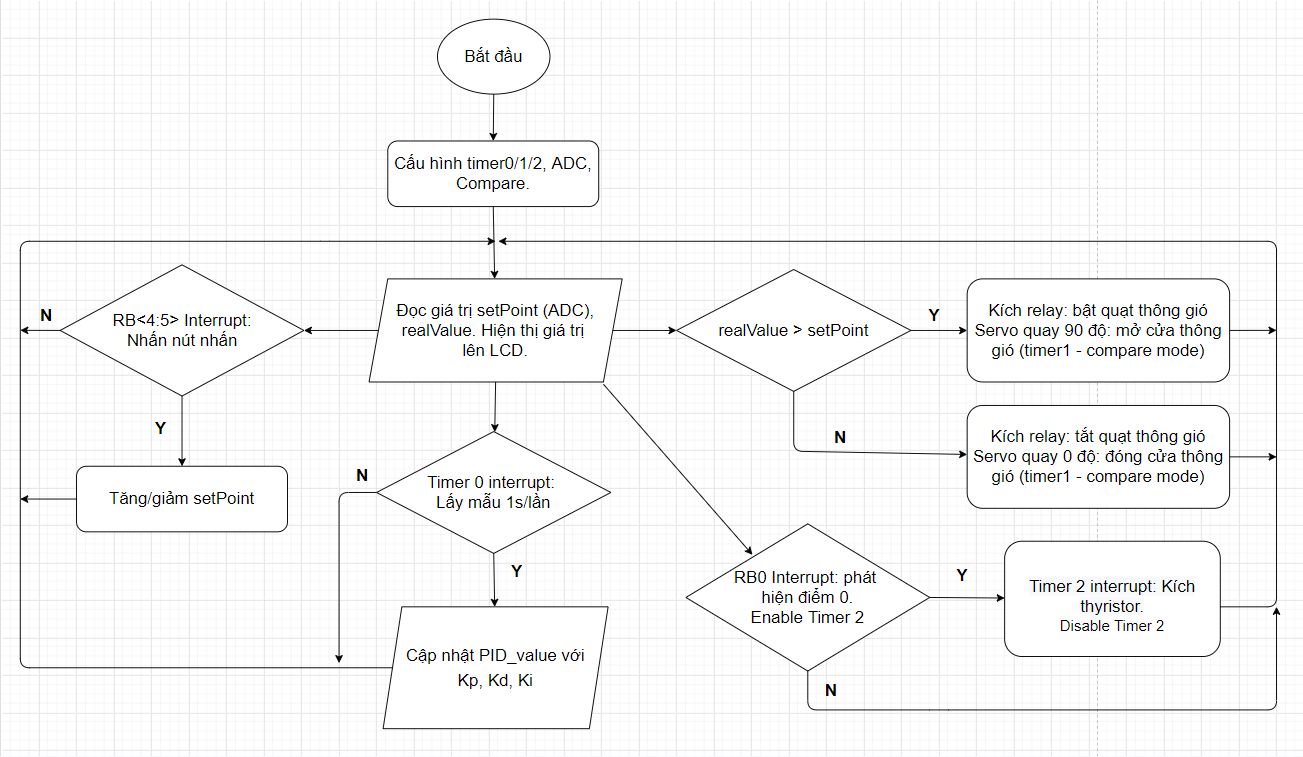 Bắt đầu
Cấu hình timer0/1/2, ADC,
Compare.
N
RB<4:5> Interrupt:
Nhấn nút nhấn
Y
Tăng/giảm setPoint
Đọc giá trị setPoint (ADC),
realValue. Hiện thị giá trị
lên LCD.
realValue > setPoint
Y
Kích relay: bật quạt thông gió
Servo quay 90 độ: mở cửa thông
gió (timer1 - compare mode)
N
Kích relay: tắt quạt thông gió
Servo quay 0 độ: đóng cửa thông
gió (timer1 - compare mode)
N
Timer 0 interrupt:
Lấy mẫu 1s/lần
Y
Cập nhật PID_value với
Kp, Kd, Ki
RB0 Interrupt: phát
hiện điểm 0.
Enable Timer 2
Y
Timer 2 interrupt: Kích
thyristor.
Disable Timer 2
N